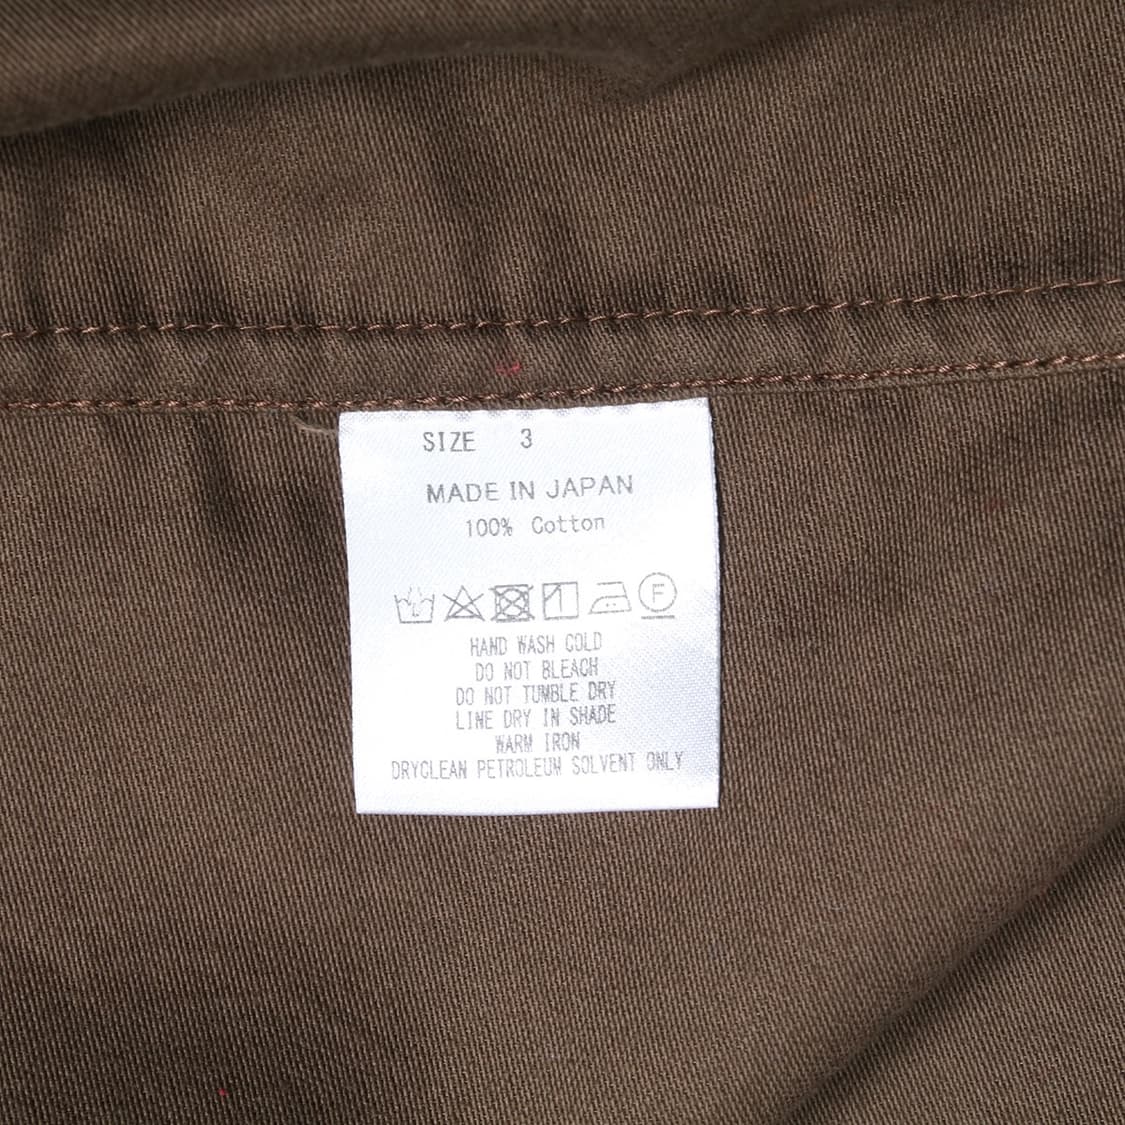 SIZE 3
MADE IN JAPAN
100% Cotton
F
HAND WASH COLD
DO NOT BLEACH
DO NOT TUMBLE DRY
LINE DRY IN SHADE
WARM IRON
DRYCLEAN PETROLEUM SOLVENT ONLY